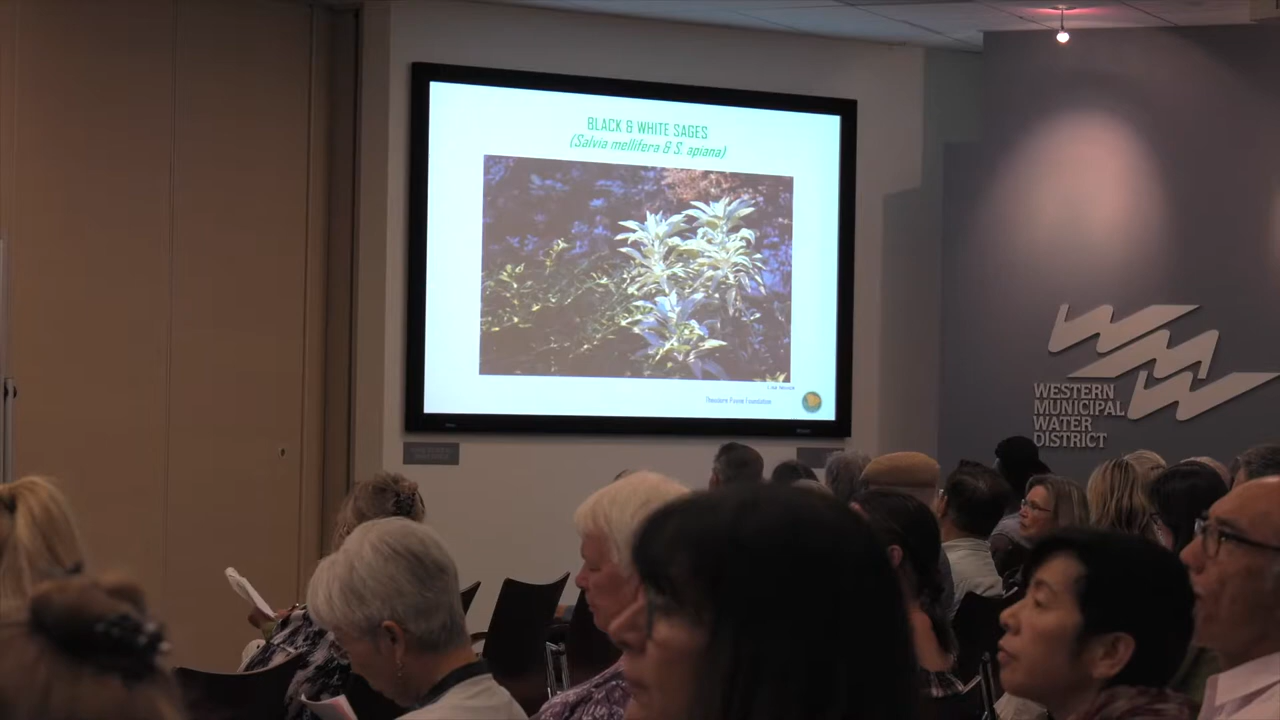 BLACK & WHITE SAGES
(Salvia mellifera & S. apiana)
Theodore Payne Foundation
WESTERN
MUNICIPAL
WATER
DISTRICT